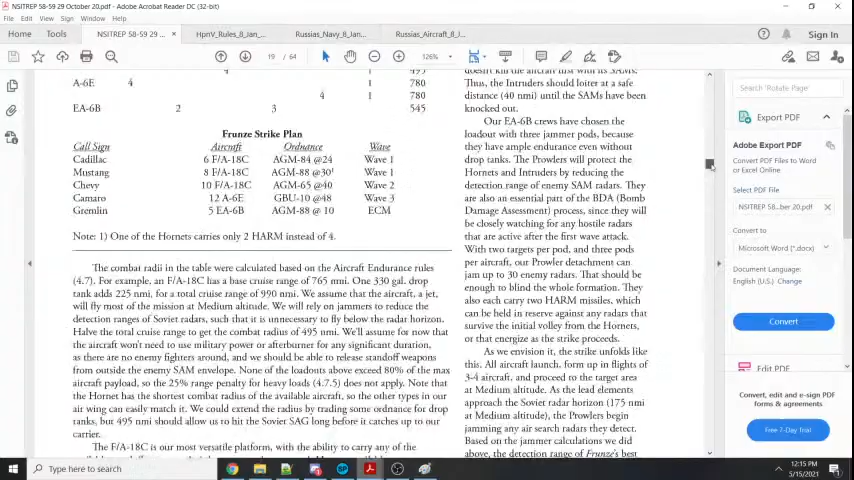 NSITREP 58-59 29 October 20.pdf - Adobe Acrobat Reader DC (32-bit)
File Edit View Sign Window Help
Home Tools NSITREP 58-59 29 ... × HpnV_Rules_8_Jan_... Russias_Navy_8_Jan... Russias_Aircraft_8_J... Sign In
19 / 64 126%
4 1 495
A-6E 4 1 780
4 1 780
EA-6B 2 3 545
Frunze Strike Plan
Call Sign Aircraft Ordnance Wave
Cadillac 6 F/A-18C AGM-84 @24 Wave 1
Mustang 8 F/A-18C AGM-88 @30¹ Wave 1
Chevy 10 F/A-18C AGM-65 @40 Wave 2
Camaro 12 A-6E GBU-10 @48 Wave 3
Gremlin 5 EA-6B AGM-88 @ 10 ECM
Note: 1) One of the Hornets carries only 2 HARM instead of 4.
The combat radii in the table were calculated based on the Aircraft Endurance rules
(4.7). For example, an F/A-18C has a base cruise range of 765 nmi. One 330 gal. drop
tank adds 225 nmi, for a total cruise range of 990 nmi. We assume that the aircraft, a jet,
will fly most of the mission at Medium altitude. We will rely on jammers to reduce the
detection ranges of Soviet radars, such that it is unnecessary to fly below the radar horizon.
Halve the total cruise range to get the combat radius of 495 nmi. We'll assume for now that
the aircraft won't need to use military power or afterburner for any significant duration,
as there are no enemy fighters around, and we should be able to release standoff weapons
from outside the enemy SAM envelope. None of the loadouts above exceed 80% of the max
aircraft payload, so the 25% range penalty for heavy loads (4.7.5) does not apply. Note that
the Hornet has the shortest combat radius of the available aircraft, so the other types in our
air wing can easily match it. We could extend the radius by trading some ordnance for drop
tanks, but 495 nmi should allow us to hit the Soviet SAG long before it catches up to our
carrier.
The F/A-18C is our most versatile platform, with the ability to carry any of the
doesn't kill the aircraft first with its SAMs.
Thus, the Intruders should loiter at a safe
distance (40 nmi) until the SAMs have been
knocked out.
Our EA-6B crews have chosen the
loadout with three jammer pods, because
they have ample endurance even without
drop tanks. The Prowlers will protect the
Hornets and Intruders by reducing the
detection range of enemy SAM radars. They
are also an essential part of the BDA (Bomb
Damage Assessment) process, since they will
be closely watching for any hostile radars
that are active after the first wave attack.
With two targets per pod, and three pods
per aircraft, our Prowler detachment can
jam up to 30 enemy radars. That should be
enough to blind the whole formation. They
also each carry two HARM missiles, which
can be held in reserve against any radars that
survive the initial volley from the Hornets,
or that energize as the strike proceeds.
As we envision it, the strike unfolds like
this. All aircraft launch, form up in flights of
3-4 aircraft, and proceed to the target area
at Medium altitude. As the lead elements
approach the Soviet radar horizon (175 nmi
at Medium altitude), the Prowlers begin
jamming any air search radars they detect.
Based on the jammer calculations we did
above, the detection range of Frunze's best
Search 'Rotate Page'
Export PDF
Adobe Export PDF
Convert PDF Files to Word
or Excel Online
Select PDF File
NSITREP 58...ber 20.pdf ×
Convert to
Microsoft Word (*.docx)
Document Language:
English (U.S.) Change
Convert
Edit PDF
Convert, edit and e-sign PDF
forms & agreements
Free 7-Day Trial
Type here to search
12:15 PM
5/15/2021